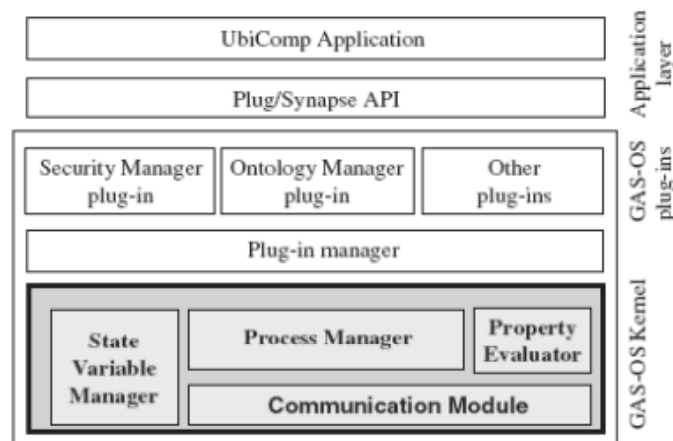 UbiComp Application
Plug/Synapse API
Application
layer
Security Manager
plug-in
Ontology Manager
plug-in
Other
plug-ins
GAS-OS
plug-ins
Plug-in manager
State
Variable
Manager
Process Manager
Property
Evaluator
Communication Module
GAS-OS Kernel